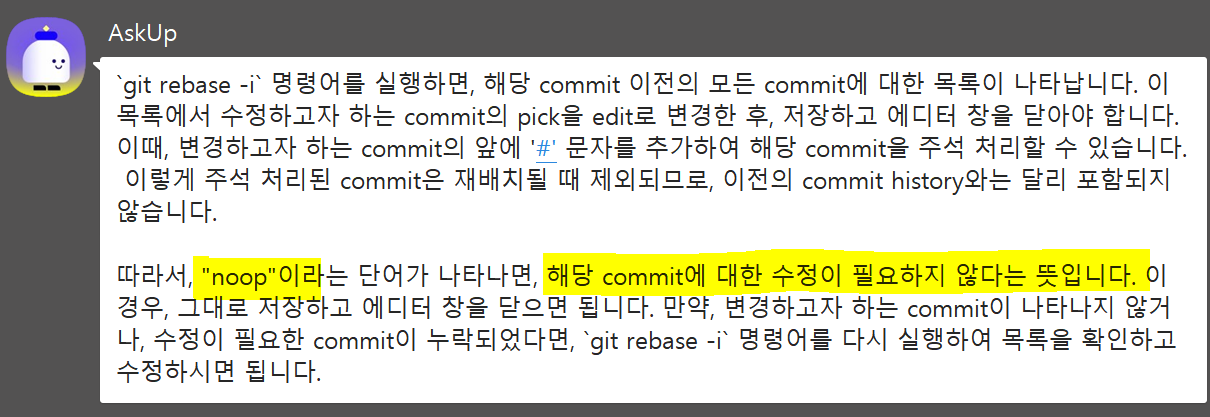 AskUp
`git rebase -i` 명령어를 실행하면, 해당 commit 이전의 모든 commit에 대한 목록이 나타납니다. 이
목록에서 수정하고자 하는 commit의 pick을 edit로 변경한 후, 저장하고 에디터 창을 닫아야 합니다.
이때, 변경하고자 하는 commit의 앞에 '#' 문자를 추가하여 해당 commit을 주석 처리할 수 있습니다.
이렇게 주석 처리된 commit은 재배치될 때 제외되므로, 이전의 commit history와는 달리 포함되지
않습니다.
따라서, "noop"이라는 단어가 나타나면, 해당 commit에 대한 수정이 필요하지 않다는 뜻입니다. 이
경우, 그대로 저장하고 에디터 창을 닫으면 됩니다. 만약, 변경하고자 하는 commit이 나타나지 않거
나, 수정이 필요한 commit이 누락되었다면, `git rebase -i` 명령어를 다시 실행하여 목록을 확인하고
수정하시면 됩니다.